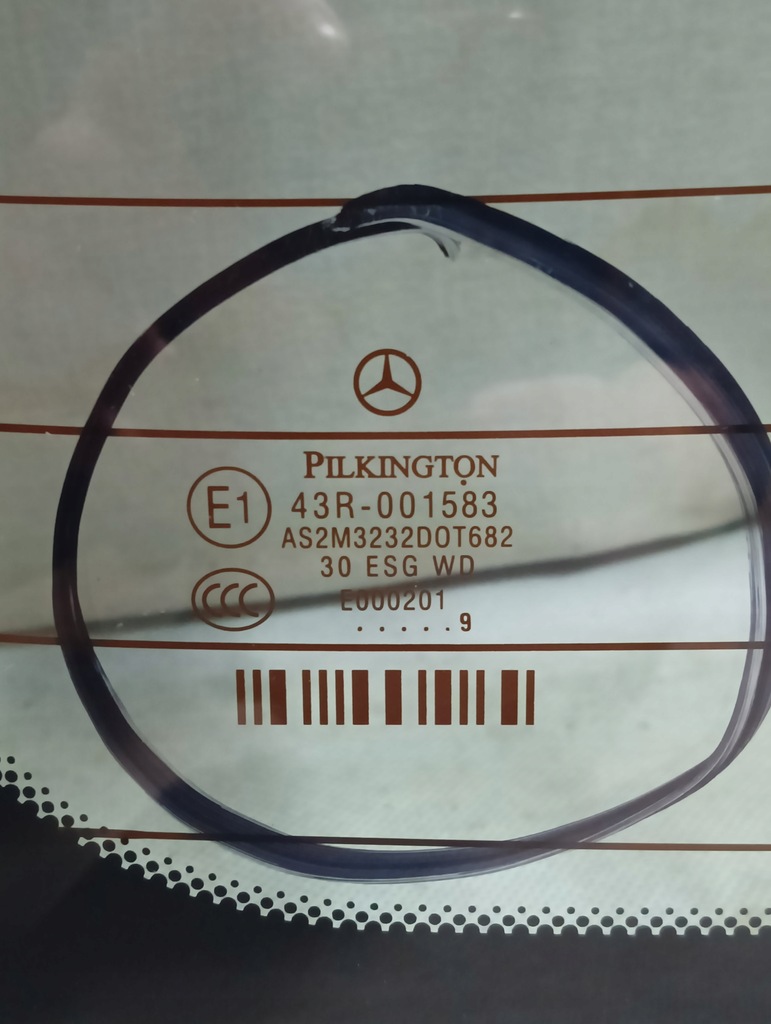 PILKINGTON
E1
43R-001583
AS2M3232DOT682
30 ESG WD
CCC
E000201
.....9